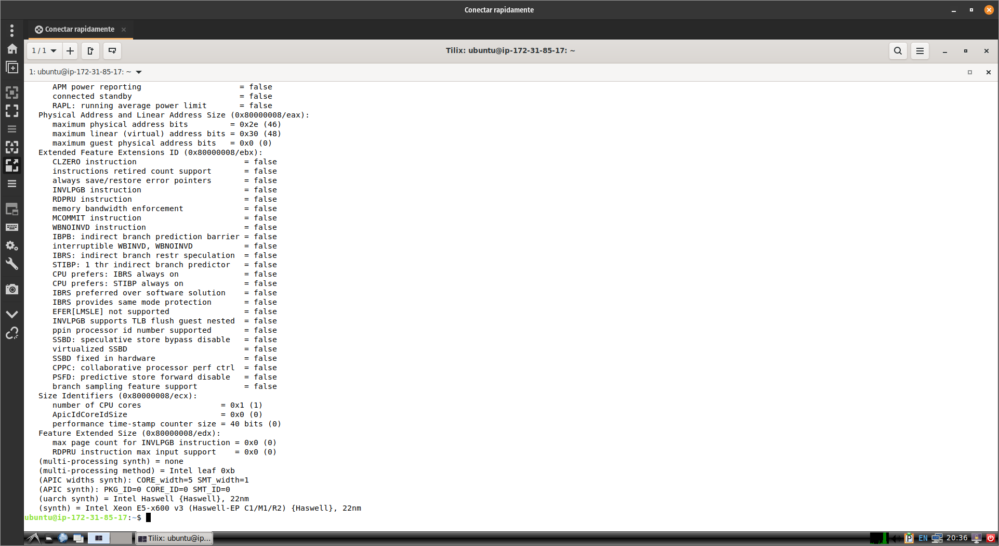 Conectar rapidamente
Conectar rapidamente
1 / 1
Tilix: ubuntu@ip-172-31-85-17: ~
1: ubuntu@ip-172-31-85-17: ~
APM power reporting = false
connected standby = false
RAPL: running average power limit = false
Physical Address and Linear Address Size (0x80000008/eax):
maximum physical address bits = 0x2e (46)
maximum linear (virtual) address bits = 0x30 (48)
maximum guest physical address bits = 0x0 (0)
Extended Feature Extensions ID (0x80000008/ebx):
CLZERO instruction = false
instructions retired count support = false
always save/restore error pointers = false
INVLPGB instruction = false
RDPRU instruction = false
memory bandwidth enforcement = false
MCOMMIT instruction = false
WBNOINVD instruction = false
IBPB: indirect branch prediction barrier = false
interruptible WBINVD, WBNOINVD = false
IBRS: indirect branch restr speculation = false
STIBP: 1 thr indirect branch predictor = false
CPU prefers: IBRS always on = false
CPU prefers: STIBP always on = false
IBRS preferred over software solution = false
IBRS provides same mode protection = false
EFER[LMSLE] not supported = false
INVLPGB supports TLB flush guest nested = false
ppin processor id number supported = false
SSBD: speculative store bypass disable = false
virtualized SSBD = false
SSBD fixed in hardware = false
CPPC: collaborative processor perf ctrl = false
PSFD: predictive store forward disable = false
branch sampling feature support = false
Size Identifiers (0x80000008/ecx):
number of CPU cores = 0x1 (1)
ApicIdCoreIdSize = 0x0 (0)
performance time-stamp counter size = 40 bits (0)
Feature Extended Size (0x80000008/edx):
max page count for INVLPGB instruction = 0x0 (0)
RDPRU instruction max input support = 0x0 (0)
(multi-processing synth) = none
(multi-processing method) = Intel leaf 0xb
(APIC widths synth): CORE_width=5 SMT_width=1
(APIC synth): PKG_ID=0 CORE_ID=0 SMT_ID=0
(uarch synth) = Intel Haswell {Haswell}, 22nm
(synth) = Intel Xeon E5-x600 v3 (Haswell-EP C1/M1/R2) {Haswell}, 22nm
ubuntu@ip-172-31-85-17:~$
Tilix: ubuntu@ip... P EN 20:36